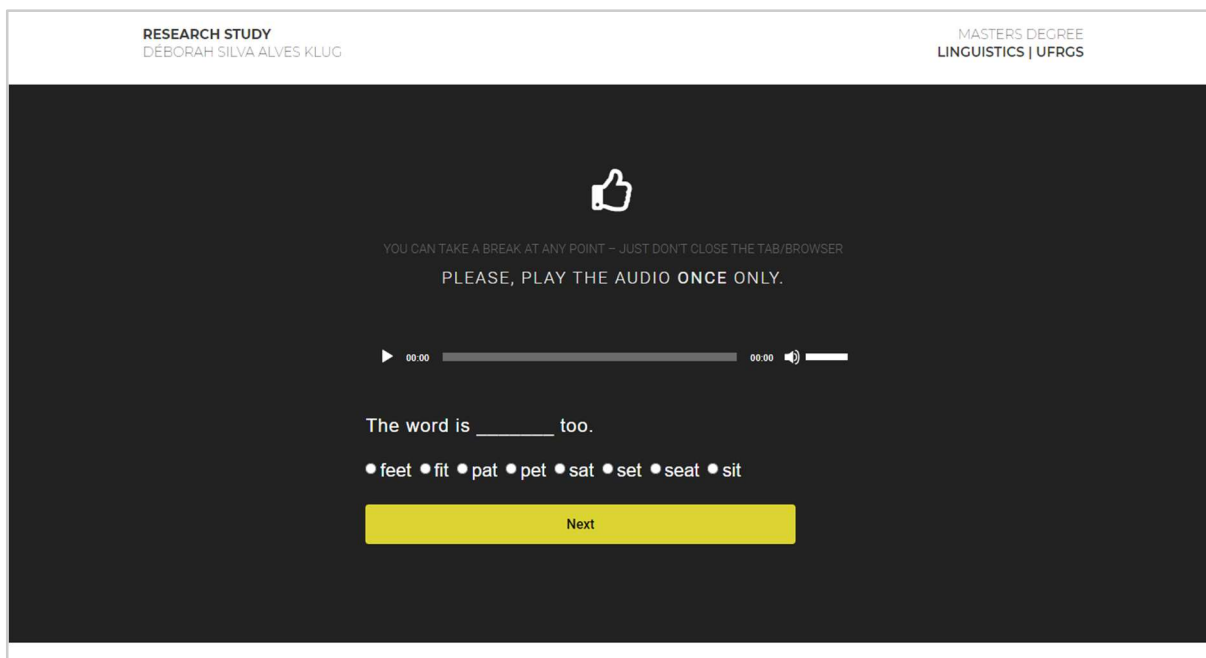 RESEARCH STUDY
DÉBORAH SILVA ALVES KLUG
MASTERS DEGREE
LINGUISTICS | UFRGS
YOU CAN TAKE A BREAK AT ANY POINT – JUST DON'T CLOSE THE TAB/BROWSER
PLEASE, PLAY THE AUDIO ONCE ONLY.
00:00 00:00
The word is _______ too.
feet fit pat pet sat set seat sit
Next